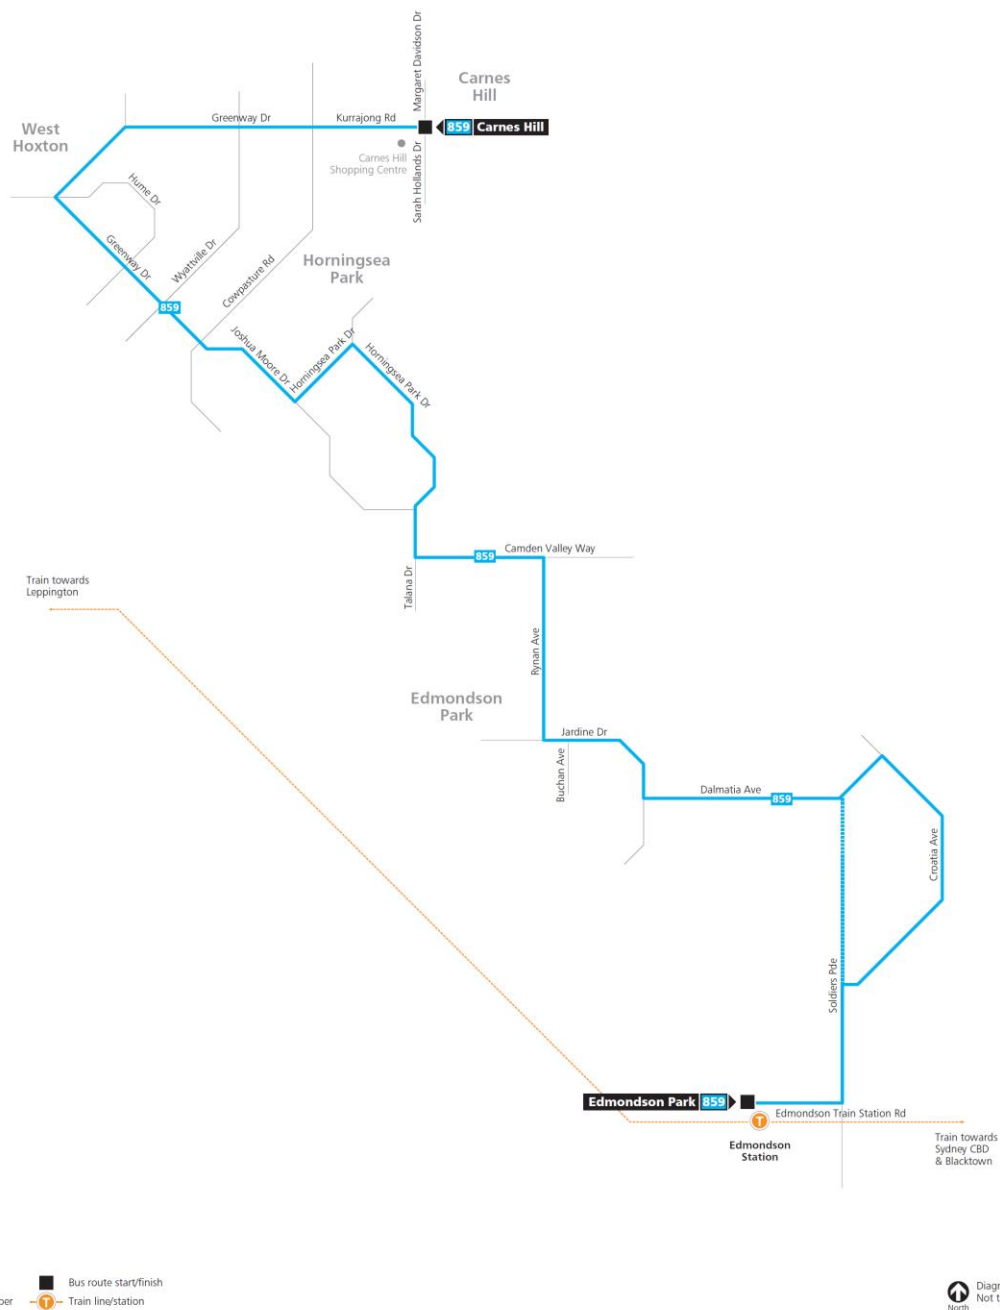 Margaret Davidson Dr
Carnes
Hill
Greenway Dr
Kurrajong Rd
859 Carnes Hill
West
Hoxton
Carnes Hill
Shopping Centre
Sarah Hollands Dr
Hume Dr
Greenway Dr
Wyattville Dr
Cowpasture Rd
Horningsea
Park
859
Joshua Moore Dr
Horningsea Park Dr
Horningsea Park Dr
859
Camden Valley Way
Talana Dr
Train towards
Leppington
Rynan Ave
Edmondson
Park
Jardine Dr
Buchan Ave
Dalmatia Ave
859
Croatia Ave
Soldiers Pde
Edmondson Park 859
Edmondson Train Station Rd
T
Edmondson
Station
Train towards
Sydney CBD
& Blacktown
Bus route start/finish
T
Train line/station
North